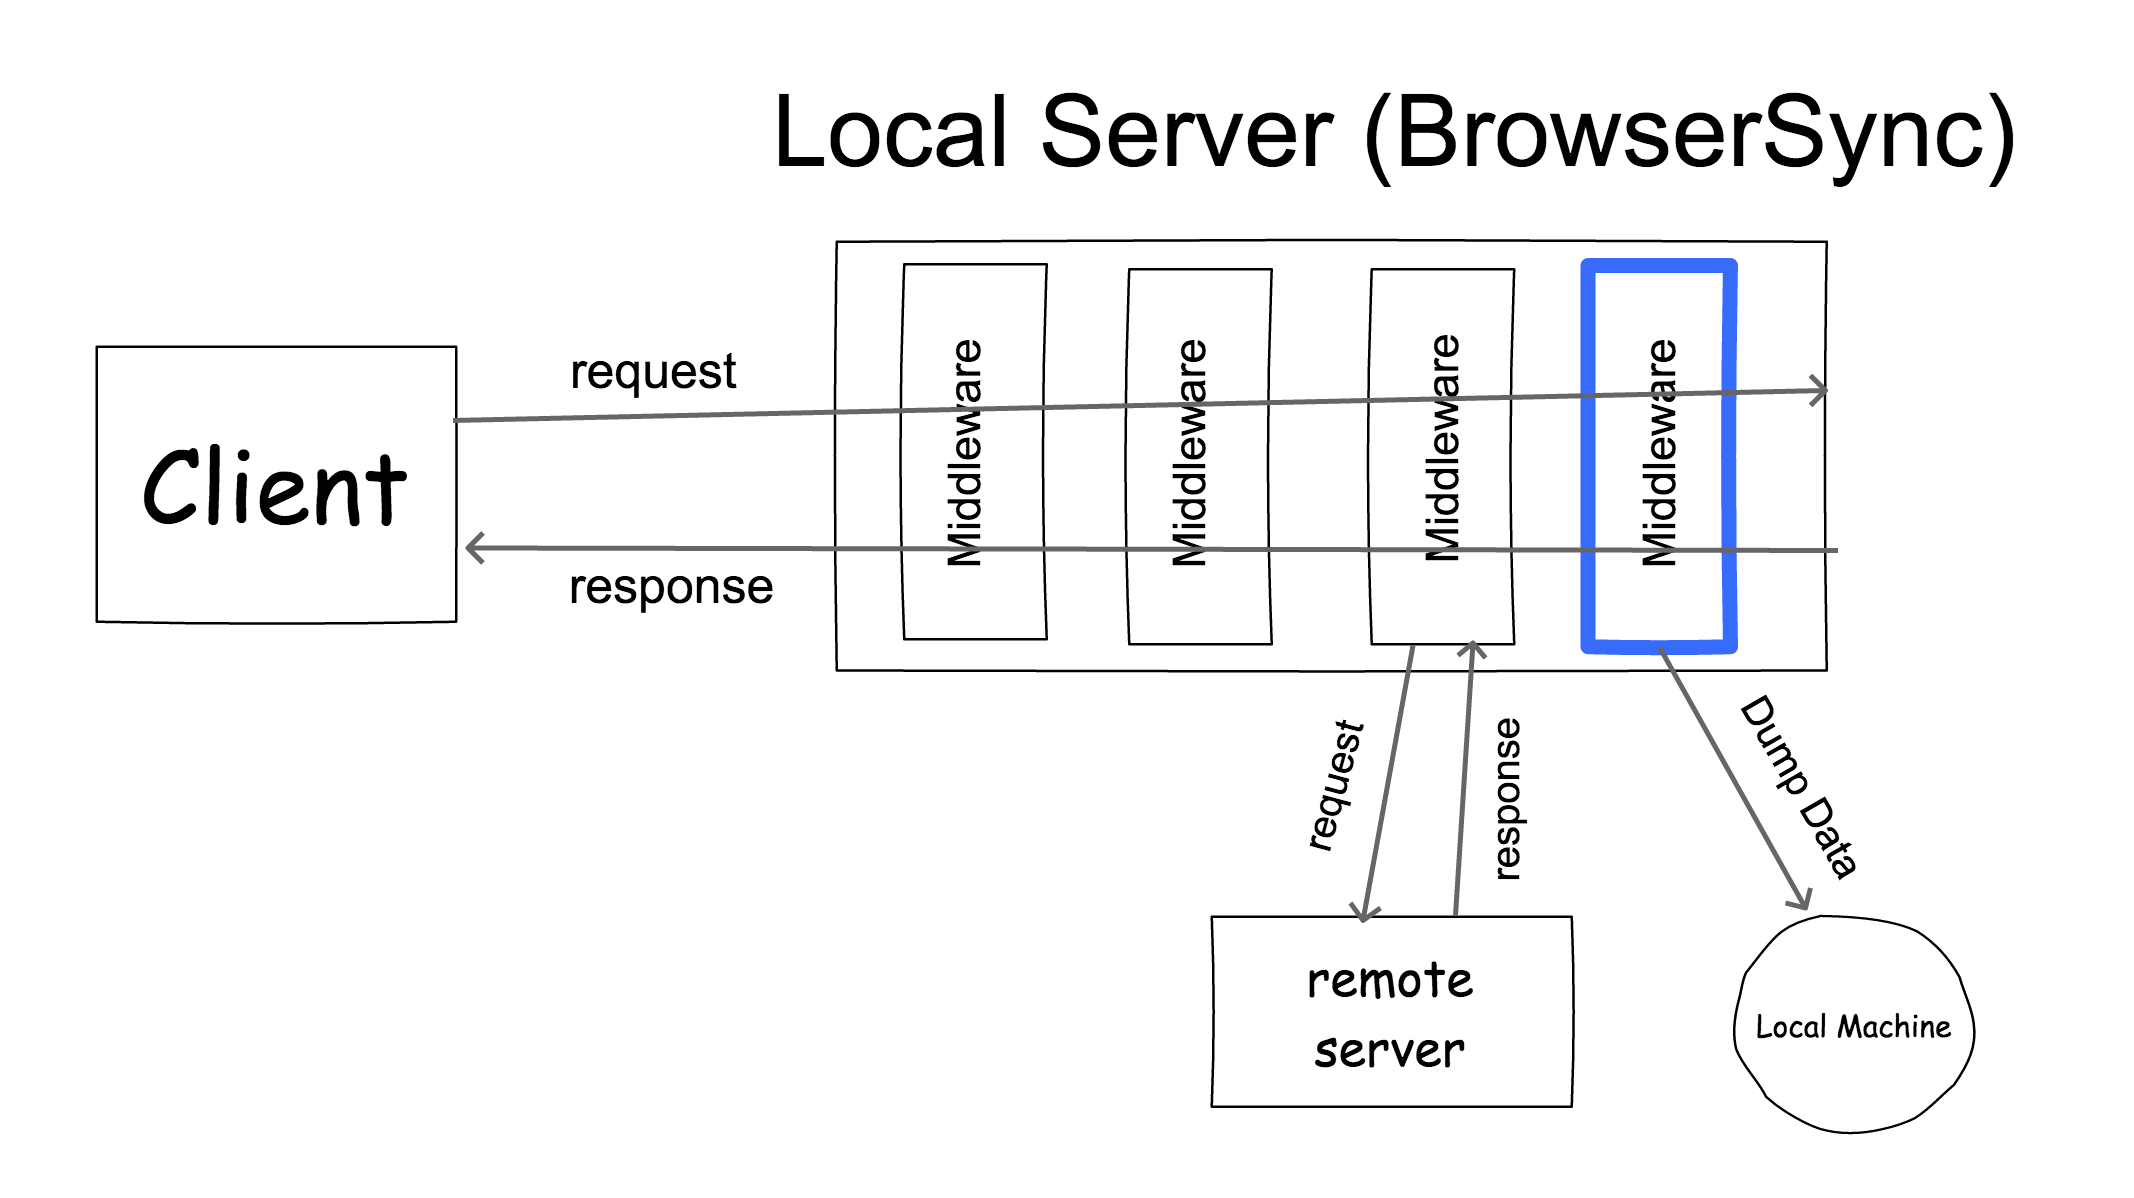 Local Server (BrowserSync)
Client
request
response
Middleware
Middleware
Middleware
Middleware
request
response
Dump Data
remote
server
Local Machine